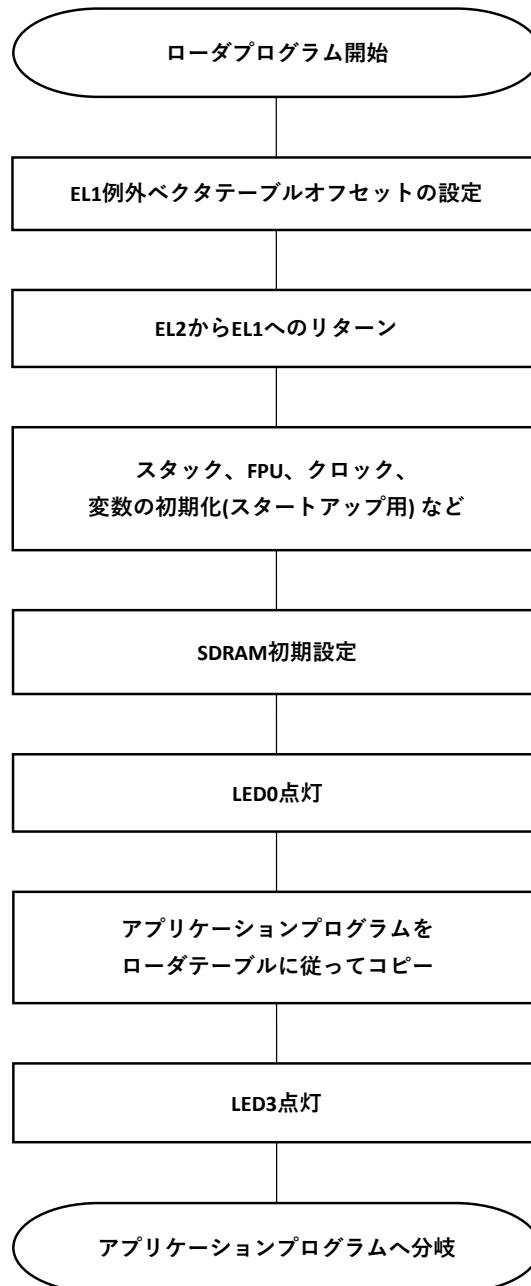 ローダプログラム開始
EL1例外ベクタテーブルオフセットの設定
EL2からEL1へのリターン
スタック、FPU、クロック、
変数の初期化(スタートアップ用) など
SDRAM初期設定
LED0点灯
アプリケーションプログラムを
ローダテーブルに従ってコピー
LED3点灯
アプリケーションプログラムへ分岐